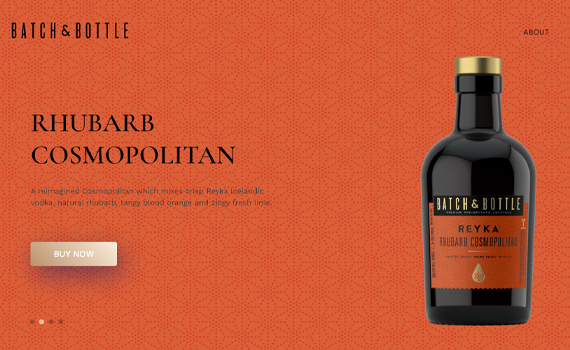 BATCH & BOTTLE
ABOUT
RHUBARB
COSMOPOLITAN
A reimagined Cosmopolitan which mixes crisp Reyka Icelandic
vodka, natural rhubarb, tangy blood orange and zingy fresh lime.
BUY NOW
BATCH & BOTTLE
REYKA
RHUBARB COSMOPOLITAN